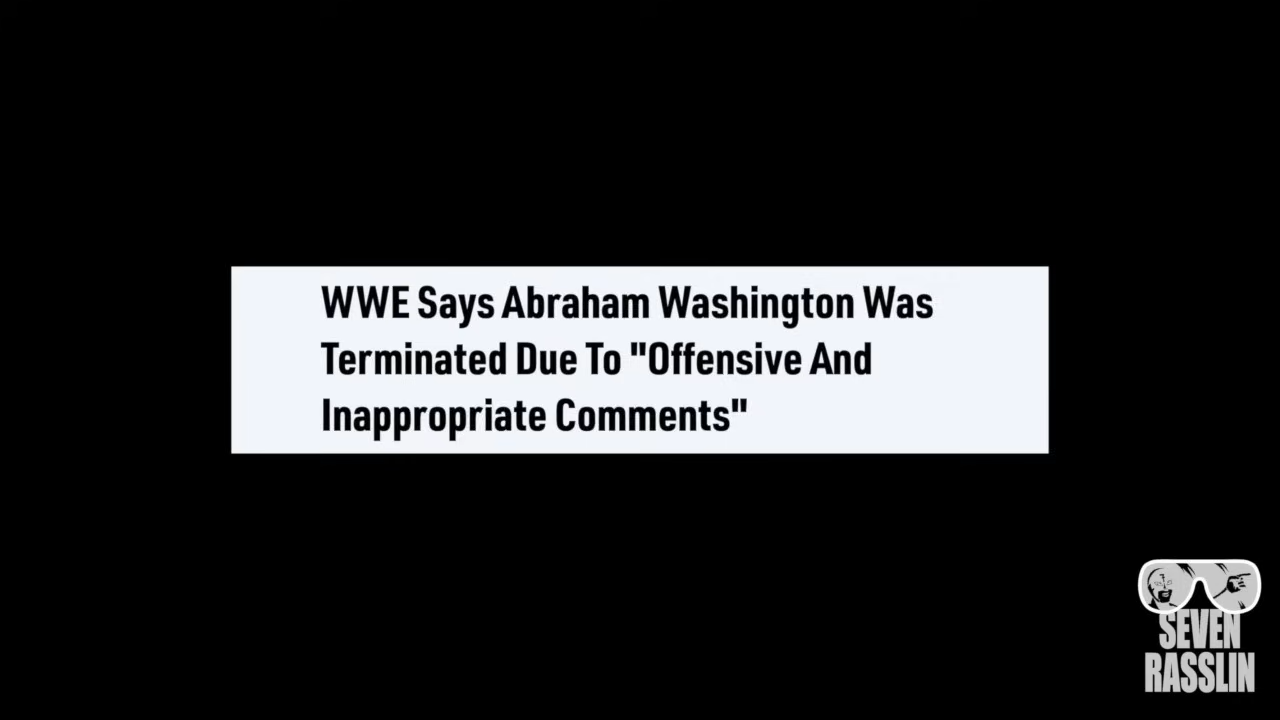 WWE Says Abraham Washington Was
Terminated Due To "Offensive And
Inappropriate Comments"
SEVEN
RASSLIN